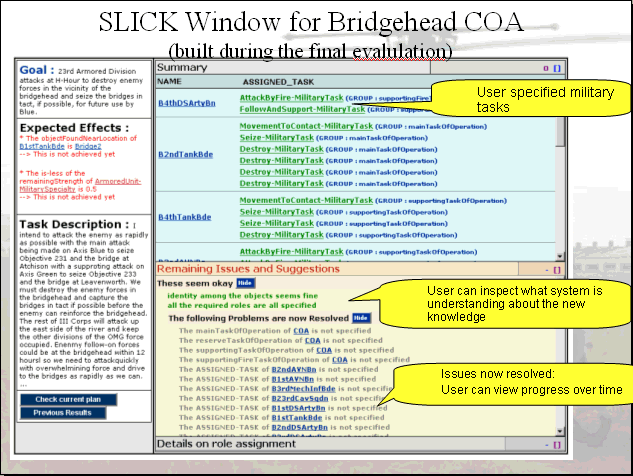 SLICK Window for Bridgehead COA
(built during the final evalulation)
Goal : 23rd Armored Division
attacks at H-Hour to destroy enemy
forces in the vicinity of the
bridgehead and seize the bridges in
tact, if possible, for future use by
Blue.
Expected Effects :
* The objectFoundNearLocation of
B1stTankBde is Bridge2
--> This is not achieved yet
* The is-less of the
remainingStrength of ArmoredUnit-
MilitarySpecialty is 0.5
--> This is not achieved yet
Task Description : I
intend to attack the enemy as rapidly
as possible with the main attack
being made on Axis Blue to seize
Objective 231 and the bridge at
Atchison with a supproting attack on
Axis Green to seize Objective 233
and the bridge at Leavenworth. We
must destroy the enemy forces in
the bridgehead and capture the
bridges in tact if possible before the
enemy can reinforce the bridgehead.
The rest of III Corps will attack up
the east side of the river and keep
the other divisions of the OMG force
occupied. Enemy follow-on forces
could be at the bridgehead within 12
hours) so we need to attackquickly
with overwhelming force and drive
to the bridges as rapidly as we can.
...
Check current plan
Previous Results
Summary
0 []
NAME ASSIGNED_TASK
B4thDSArtyBn
AttackByFire-MilitaryTask (GROUP : supportingFire
FollowAndSupport-MilitaryTask (GROUP :
User specified military
tasks
B2ndTankBde
MovementToContact-MilitaryTask (GROUP : mainTaskOfOperation)
Seize-MilitaryTask (GROUP : mainTaskOfOperation)
Destroy-MilitaryTask (GROUP : mainTaskOfOperation)
Destroy-MilitaryTask (GROUP : mainTaskOfOperation)
Destroy-MilitaryTask (GROUP : mainTaskOfOperation)
Destroy-MilitaryTask (GROUP : mainTaskOfOperation)
B4thTankBde
MovementToContact-MilitaryTask (GROUP : supportingTaskOfOperation)
Seize-MilitaryTask (GROUP : supportingTaskOfOperation)
Seize-MilitaryTask (GROUP : supportingTaskOfOperation)
Destroy-MilitaryTask (GROUP : supportingTaskOfOperation)
AttackByFire-MilitaryTask (GROUP : supportingTaskOfOperation)
Remaining Issues and Suggestions
- []
These seem okay Hide
identity among the objects seems fine
all the required roles are all specified
User can inspect what system is
understanding about the new
knowledge
The following Problems are now Resolved Hide
The mainTaskOfOperation of COA is not specified
The reserveTaskOfOperation of COA is not specified
The supportingTaskOfOperation of COA is not specified
The supportingFireTaskOfOperation of COA is not specified
The ASSIGNED-TASK of B2ndAVNBn is not specified
The ASSIGNED-TASK of B1stAVNBn is not specified
The ASSIGNED-TASK of B3rdMechInfBde is not specified
The ASSIGNED-TASK of B23rdCavSqdn is not specified
The ASSIGNED-TASK of B1stDSArtyBn is not specified
The ASSIGNED-TASK of B1stTankBde is not specified
The ASSIGNED-TASK of B2ndDSArtyBn is not specified
Issues now resolved:
User can view progress over time
Details on role assignment
- []